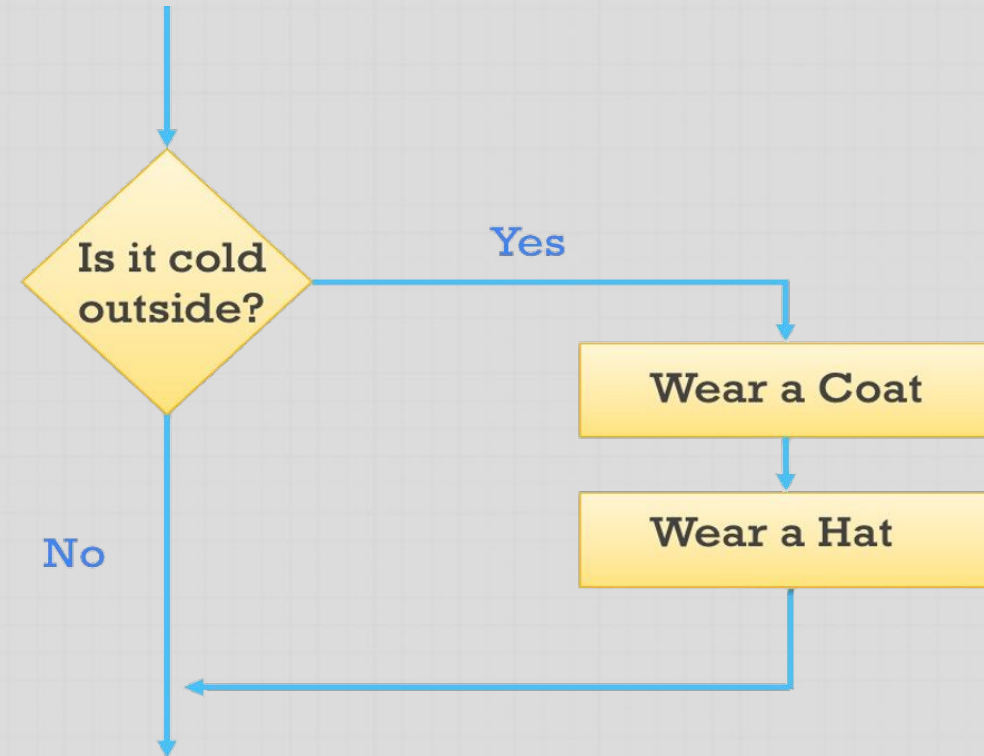 Is it cold
outside?
Yes
Wear a Coat
Wear a Hat
No